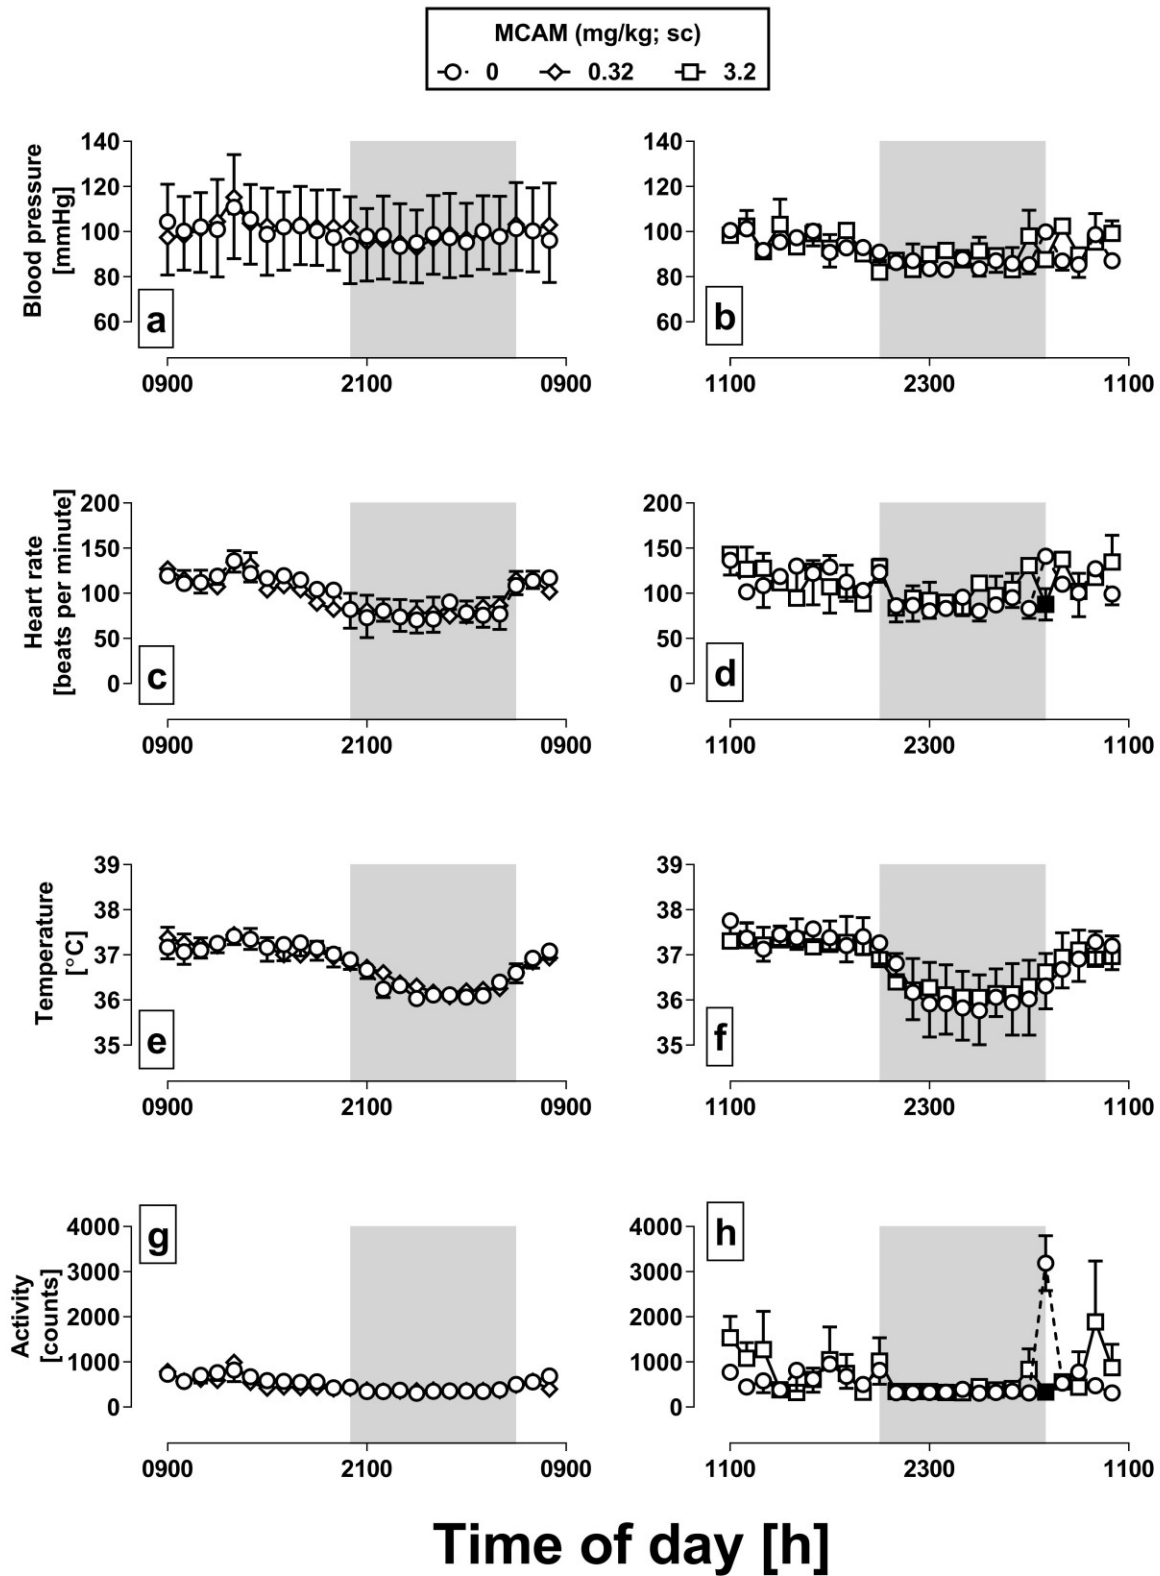 MCAM (mg/kg; sc)
0 0.32 3.2
Blood pressure
[mmHg]
140
120
100
80
60
a
0900 2100 0900
140
120
100
80
60
b
1100 2300 1100
Heart rate
[beats per minute]
200
150
100
50
0
c
0900 2100 0900
200
150
100
50
0
d
1100 2300 1100
Temperature
[°C]
39
38
37
36
35
e
0900 2100 0900
39
38
37
36
35
f
1100 2300 1100
Activity
[counts]
g
4000
3000
2000
1000
0
0900 2100 0900
h
4000
3000
2000
1000
0
1100 2300 1100
Time of day [h]